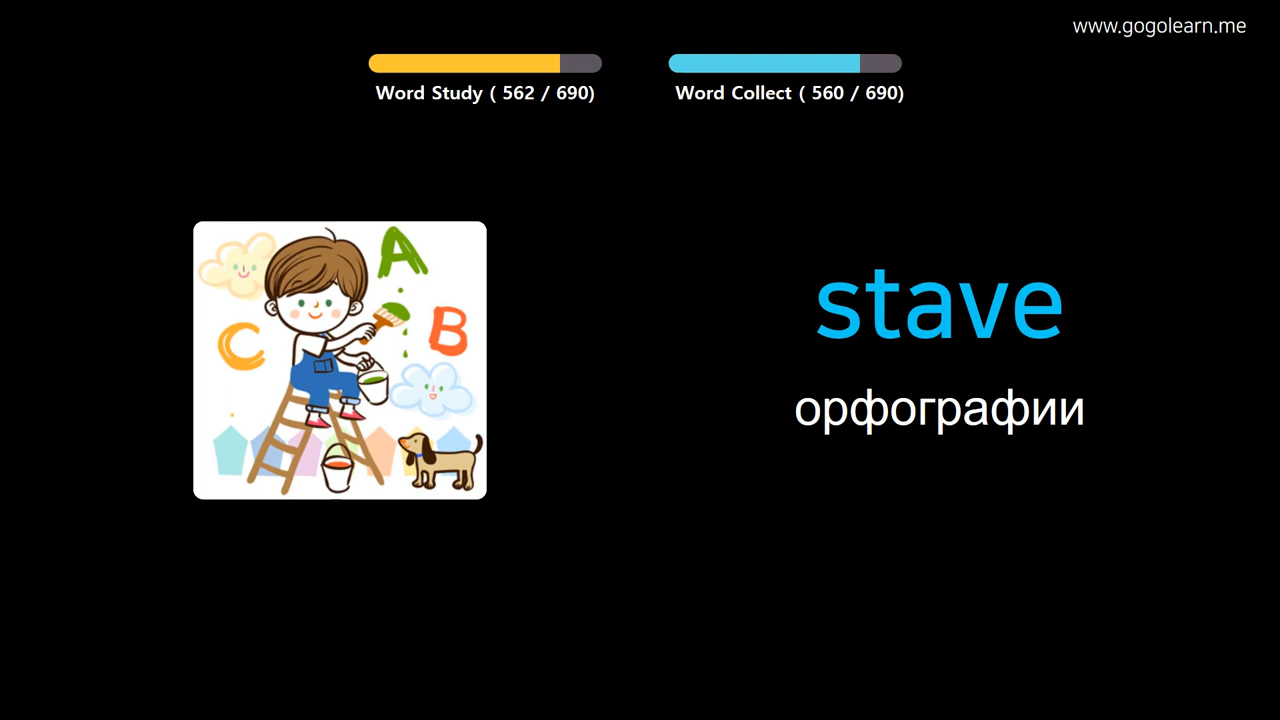 www.gogolearn.me
Word Study ( 562 / 690)
Word Collect ( 560 / 690)
A
B
C
stave
орфографии